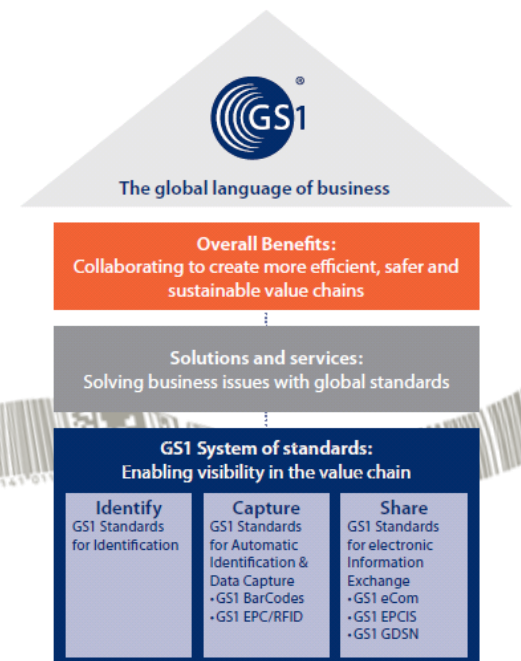 GS1®
The global language of business
Overall Benefits:
Collaborating to create more efficient, safer and
sustainable value chains
Solutions and services:
Solving business issues with global standards
GS1 System of standards:
Enabling visibility in the value chain
Identify
GS1 Standards
for Identification
Capture
GS1 Standards
for Automatic
Identification &
Data Capture
•GS1 BarCodes
•GS1 EPC/RFID
Share
GS1 Standards
for electronic
Information
Exchange
•GS1 eCom
•GS1 EPCIS
•GS1 GDSN